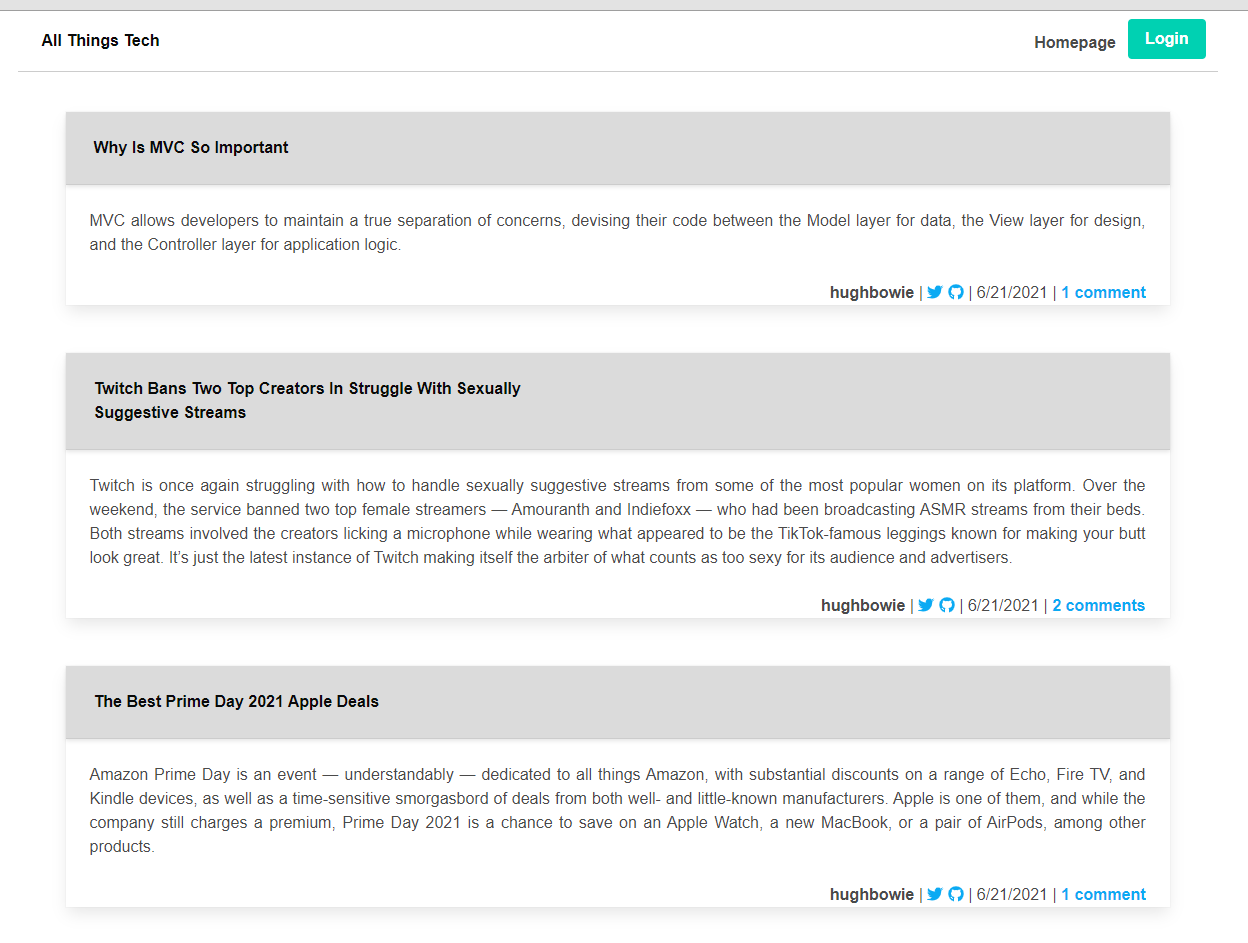 All Things Tech
Homepage
Login
Why Is MVC So Important
MVC allows developers to maintain a true separation of concerns, devising their code between the Model layer for data, the View layer for design,
and the Controller layer for application logic.
hughbowie | | 6/21/2021 | 1 comment
Twitch Bans Two Top Creators In Struggle With Sexually
Suggestive Streams
Twitch is once again struggling with how to handle sexually suggestive streams from some of the most popular women on its platform. Over the
weekend, the service banned two top female streamers — Amouranth and Indiefoxx — who had been broadcasting ASMR streams from their beds.
Both streams involved the creators licking a microphone while wearing what appeared to be the TikTok-famous leggings known for making your butt
look great. It’s just the latest instance of Twitch making itself the arbiter of what counts as too sexy for its audience and advertisers.
hughbowie | | 6/21/2021 | 2 comments
The Best Prime Day 2021 Apple Deals
Amazon Prime Day is an event — understandably — dedicated to all things Amazon, with substantial discounts on a range of Echo, Fire TV, and
Kindle devices, as well as a time-sensitive smorgasbord of deals from both well- and little-known manufacturers. Apple is one of them, and while the
company still charges a premium, Prime Day 2021 is a chance to save on an Apple Watch, a new MacBook, or a pair of AirPods, among other
products.
hughbowie | | 6/21/2021 | 1 comment